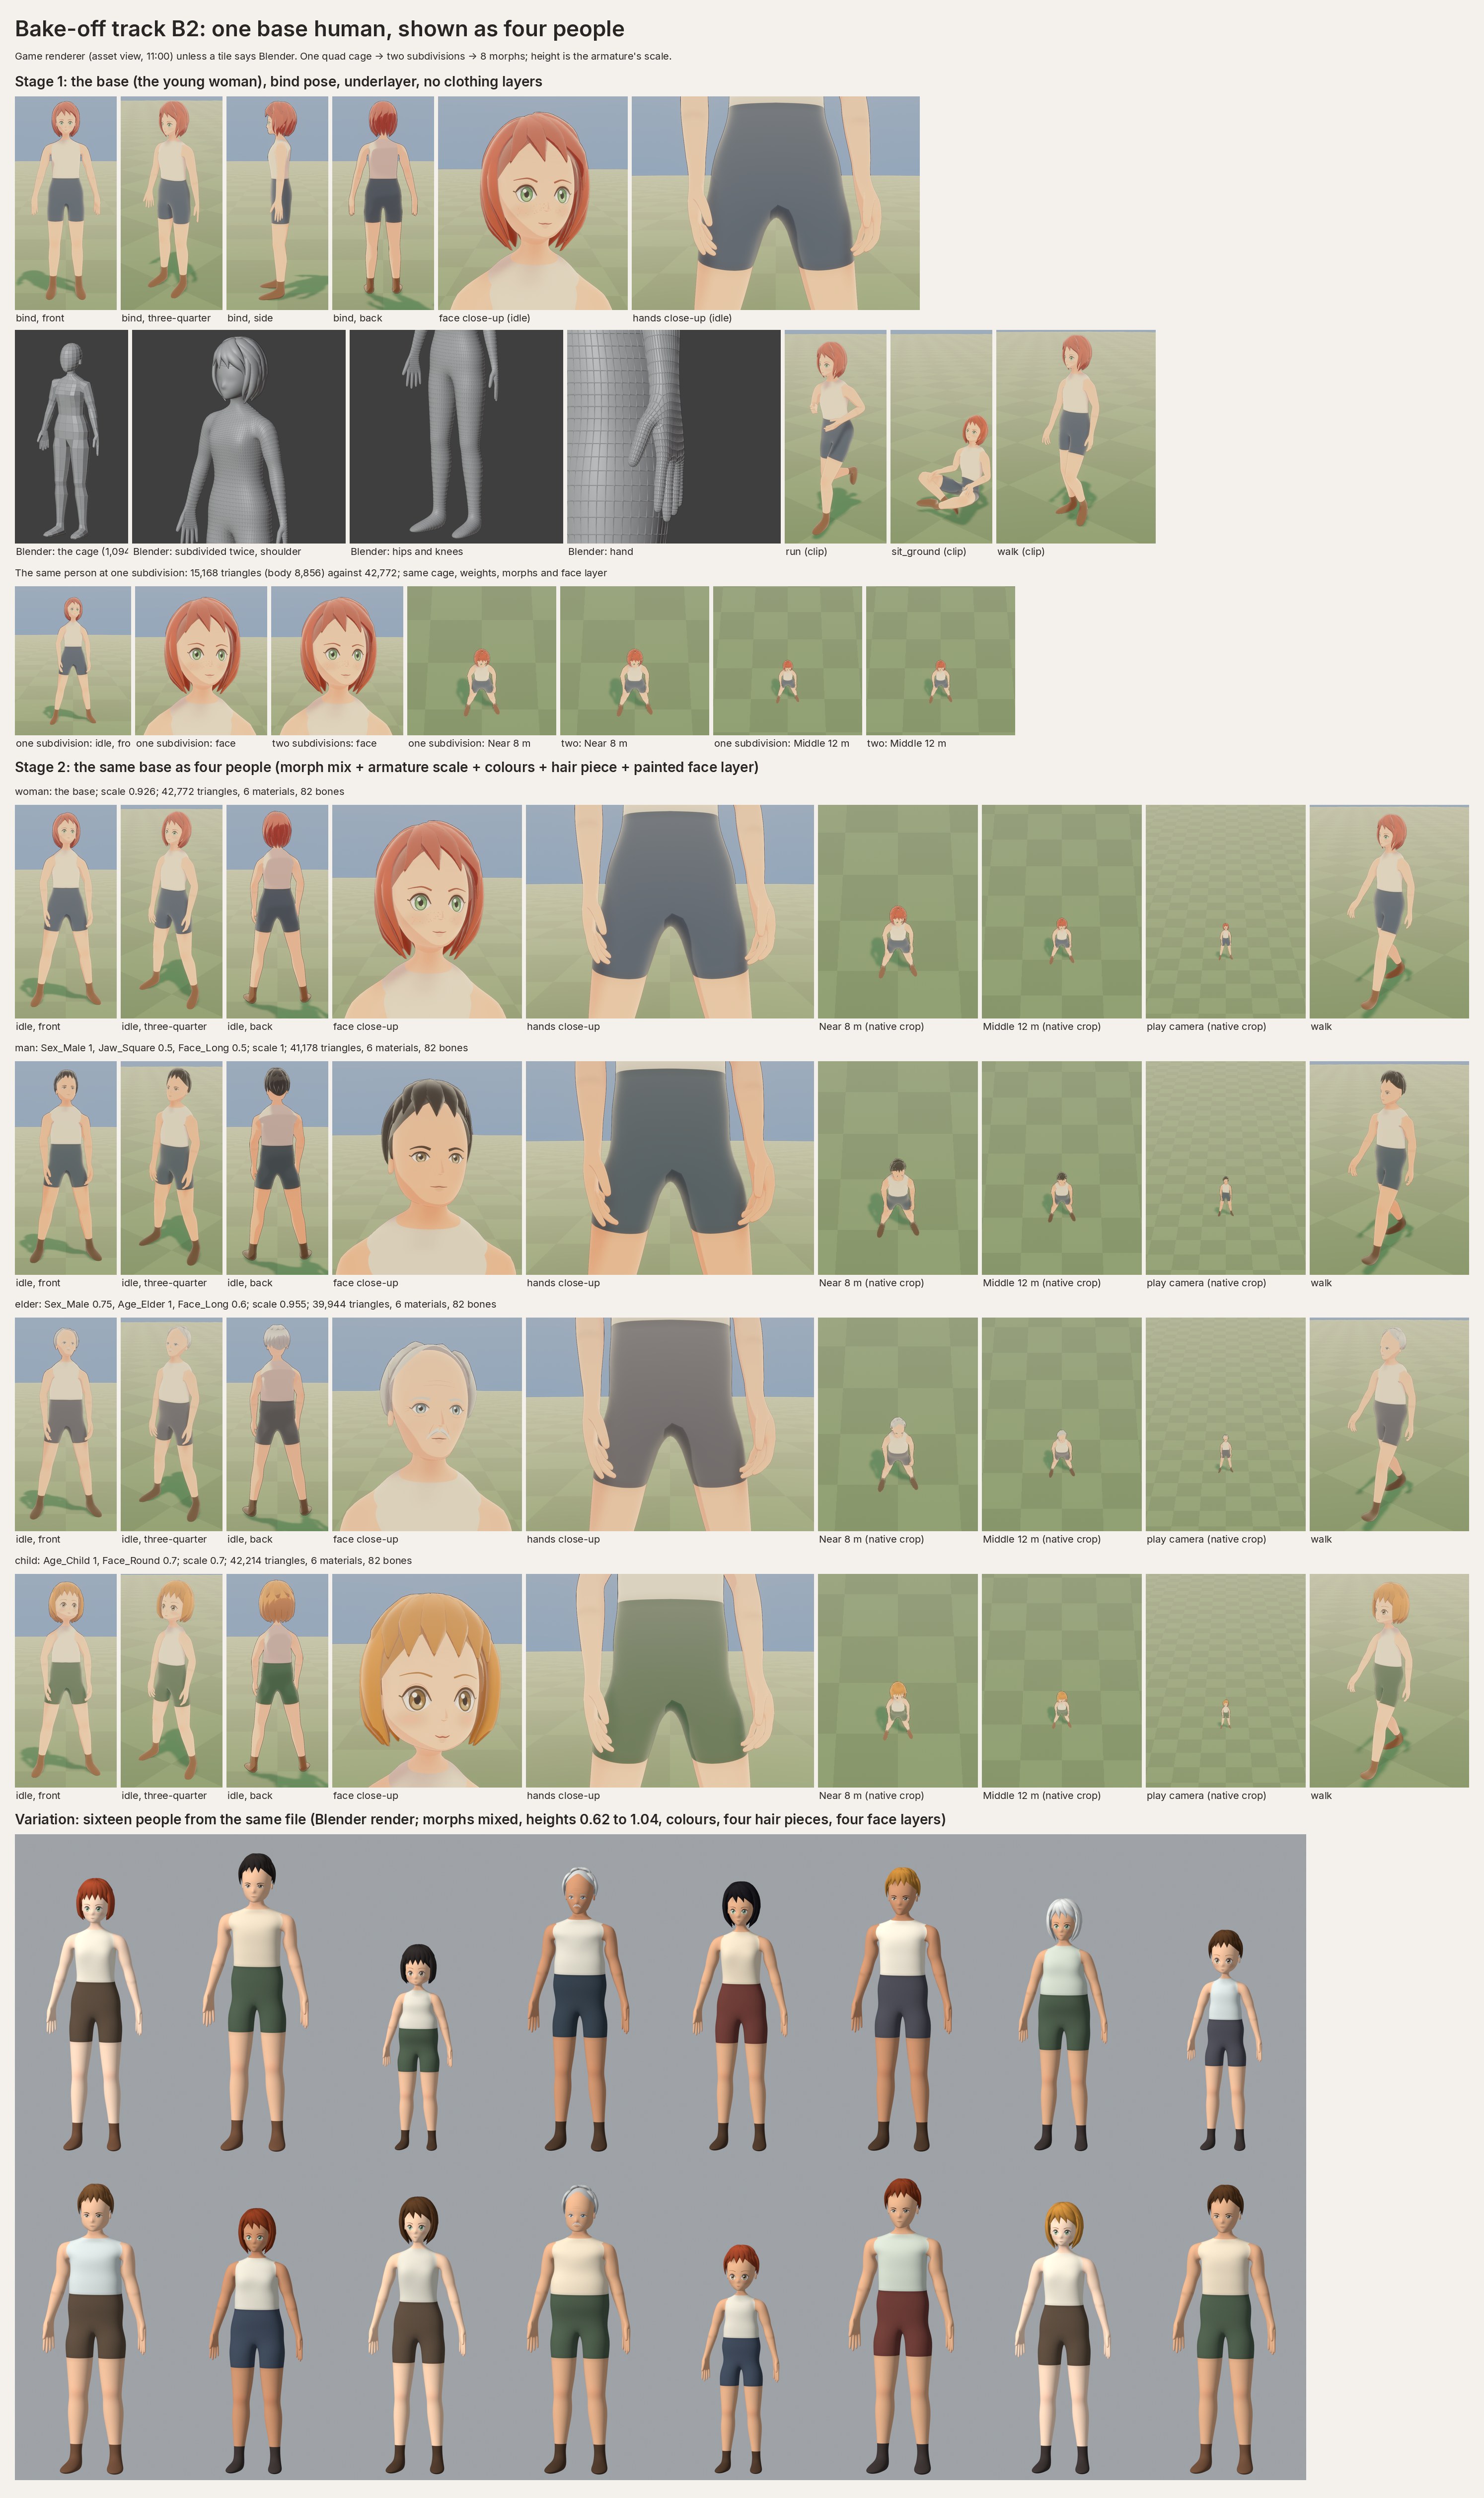 Bake-off track B2: one base human, shown as four people
Game renderer (asset view, 11:00) unless a tile says Blender. One quad cage → two subdivisions → 8 morphs; height is the armature's scale.
Stage 1: the base (the young woman), bind pose, underlayer, no clothing layers
bind, front bind, three-quarter bind, side bind, back face close-up (idle) hands close-up (idle)
Blender: the cage (1,094 Blender: subdivided twice, shoulder Blender: hips and knees Blender: hand run (clip) sit_ground (clip) walk (clip)
The same person at one subdivision: 15,168 triangles (body 8,856) against 42,772; same cage, weights, morphs and face layer
one subdivision: idle, fro one subdivision: face two subdivisions: face one subdivision: Near 8 m two: Near 8 m one subdivision: Middle 12 m two: Middle 12 m
Stage 2: the same base as four people (morph mix + armature scale + colours + hair piece + painted face layer)
woman: the base; scale 0.926; 42,772 triangles, 6 materials, 82 bones
idle, front idle, three-quarter idle, back face close-up hands close-up Near 8 m (native crop) Middle 12 m (native crop) play camera (native crop) walk
man: Sex_Male 1, Jaw_Square 0.5, Face_Long 0.5; scale 1; 41,178 triangles, 6 materials, 82 bones
idle, front idle, three-quarter idle, back face close-up hands close-up Near 8 m (native crop) Middle 12 m (native crop) play camera (native crop) walk
elder: Sex_Male 0.75, Age_Elder 1, Face_Long 0.6; scale 0.955; 39,944 triangles, 6 materials, 82 bones
idle, front idle, three-quarter idle, back face close-up hands close-up Near 8 m (native crop) Middle 12 m (native crop) play camera (native crop) walk
child: Age_Child 1, Face_Round 0.7; scale 0.7; 42,214 triangles, 6 materials, 82 bones
idle, front idle, three-quarter idle, back face close-up hands close-up Near 8 m (native crop) Middle 12 m (native crop) play camera (native crop) walk
Variation: sixteen people from the same file (Blender render; morphs mixed, heights 0.62 to 1.04, colours, four hair pieces, four face layers)